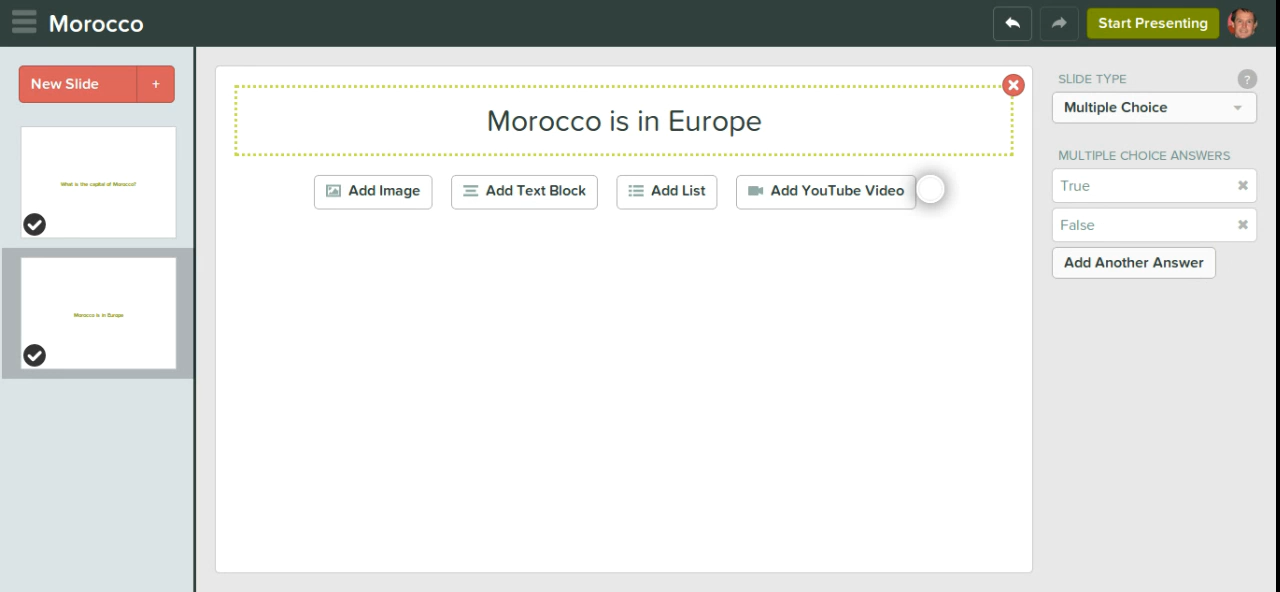 Morocco
Start Presenting
New Slide +
What is the capital of Morocco?
Morocco is in Europe
Morocco is in Europe
Add Image
Add Text Block
Add List
Add YouTube Video
SLIDE TYPE ?
Multiple Choice
MULTIPLE CHOICE ANSWERS
True
False
Add Another Answer